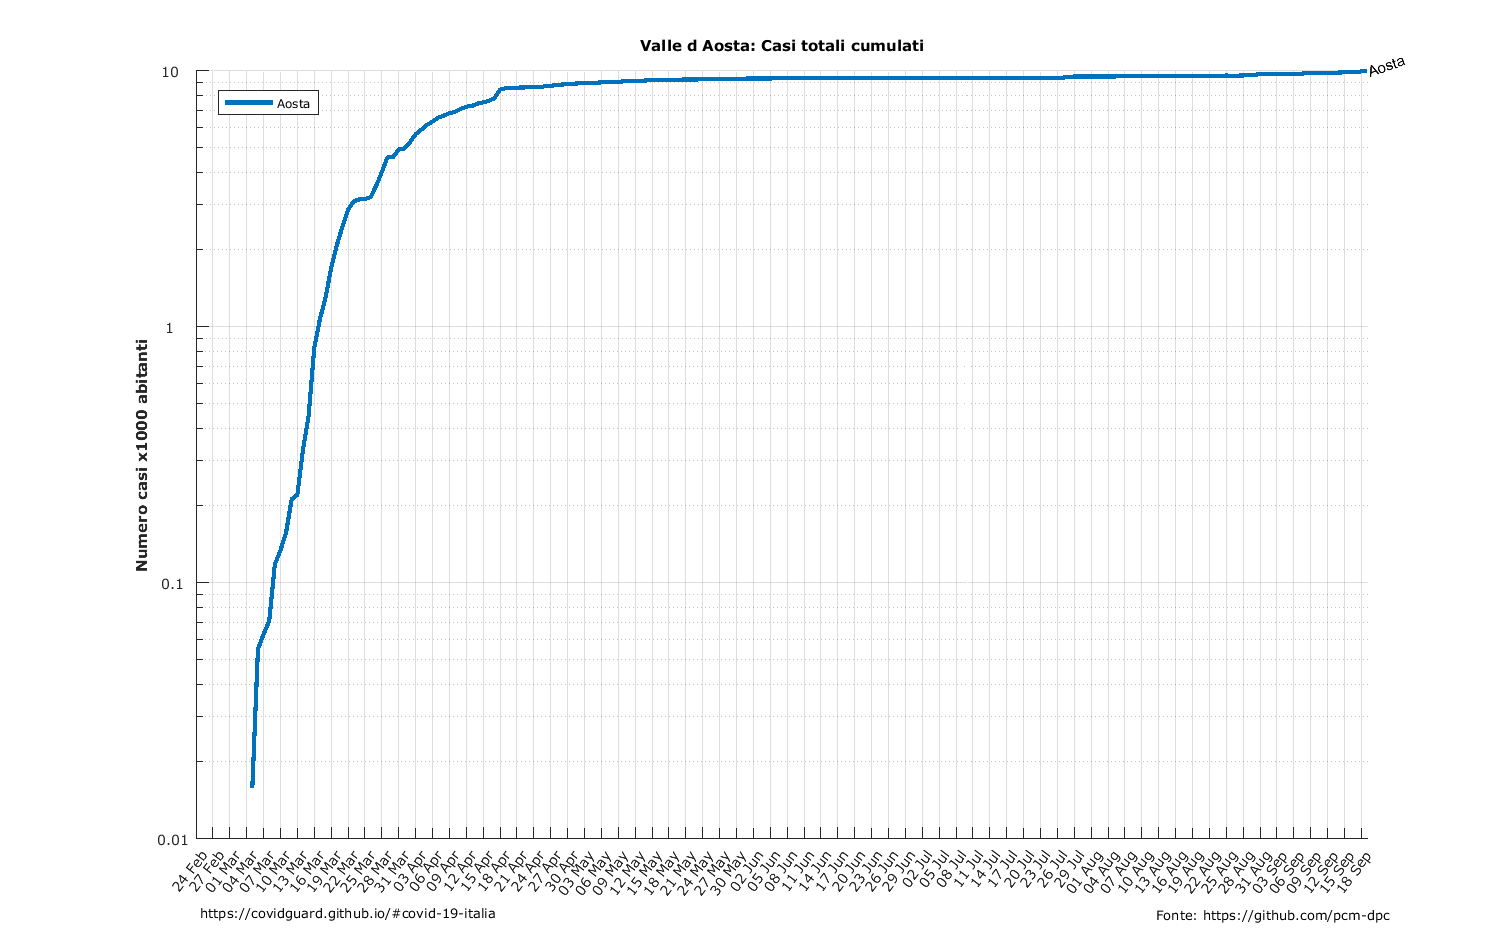 Valle d Aosta: Casi totali cumulati
10
Aosta
Aosta
1
Numero casi x1000 abitanti
0.1
0.01
24 Feb
27 Feb
01 Mar
04 Mar
07 Mar
10 Mar
13 Mar
16 Mar
19 Mar
22 Mar
25 Mar
28 Mar
31 Mar
03 Apr
06 Apr
09 Apr
12 Apr
15 Apr
18 Apr
21 Apr
24 Apr
27 Apr
30 Apr
03 May
06 May
09 May
12 May
15 May
18 May
21 May
24 May
27 May
30 May
02 Jun
05 Jun
08 Jun
11 Jun
14 Jun
17 Jun
20 Jun
23 Jun
26 Jun
29 Jun
02 Jul
05 Jul
08 Jul
11 Jul
14 Jul
17 Jul
20 Jul
23 Jul
26 Jul
29 Jul
01 Aug
04 Aug
07 Aug
10 Aug
13 Aug
16 Aug
19 Aug
22 Aug
25 Aug
28 Aug
31 Aug
03 Sep
06 Sep
09 Sep
12 Sep
15 Sep
18 Sep
https://covidguard.github.io/#covid-19-italia
Fonte: https://github.com/pcm-dpc